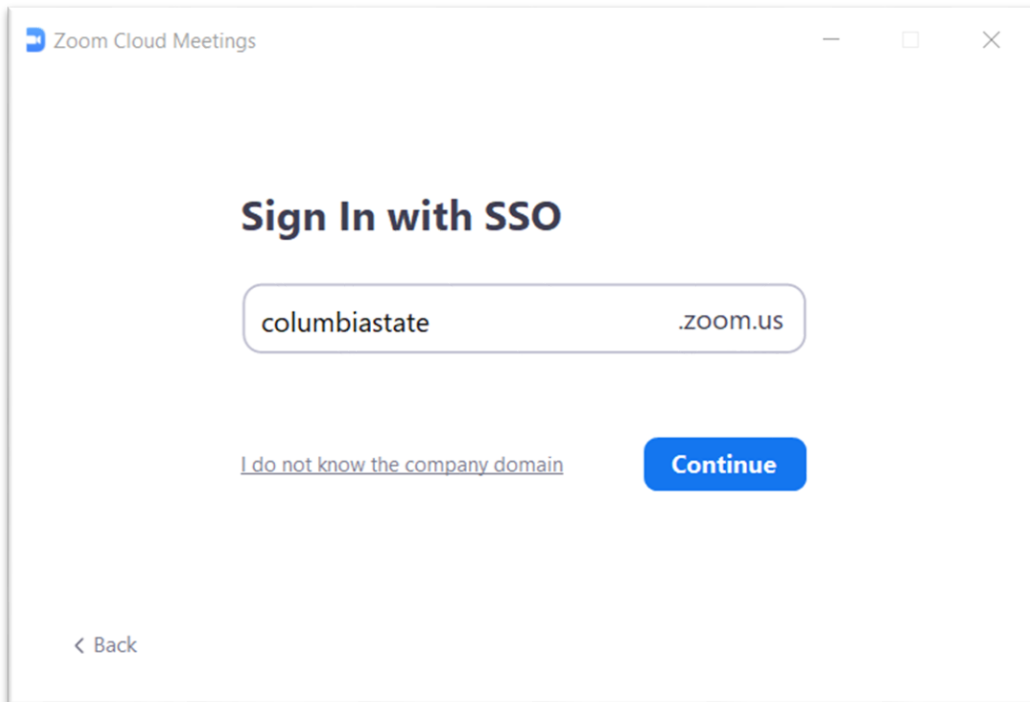 Zoom Cloud Meetings
Sign In with SSO
columbiastate .zoom.us
I do not know the company domain
Continue
Back